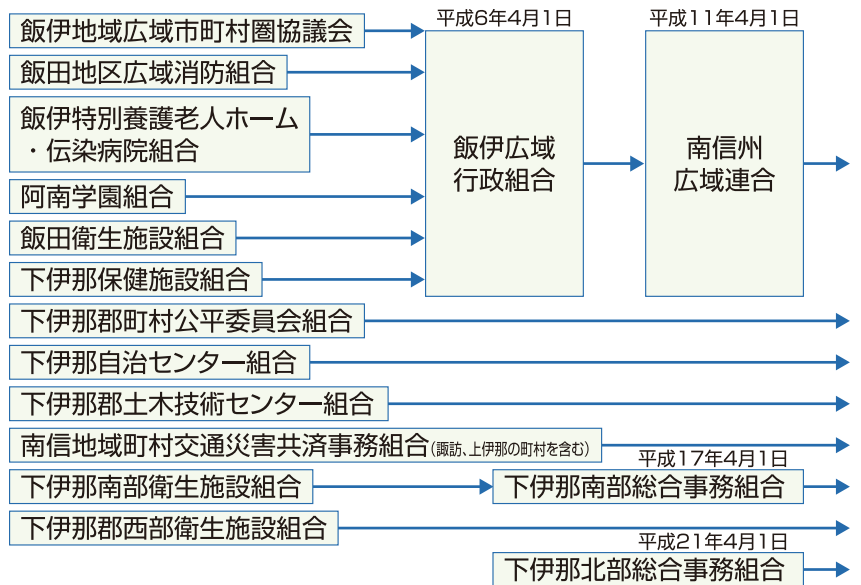 平成6年4月1日
平成11年4月1日
飯伊地域広域市町村圏協議会
飯田地区広域消防組合
飯伊特別養護老人ホーム
・伝染病院組合
阿南学園組合
飯田衛生施設組合
下伊那保健施設組合
飯伊広域
行政組合
南信州
広域連合
下伊那郡町村公平委員会組合
下伊那自治センター組合
下伊那郡土木技術センター組合
南信地域町村交通災害共済事務組合(諏訪、上伊那の町村を含む)
平成17年4月1日
下伊那南部衛生施設組合
下伊那南部総合事務組合
下伊那郡西部衛生施設組合
平成21年4月1日
下伊那北部総合事務組合